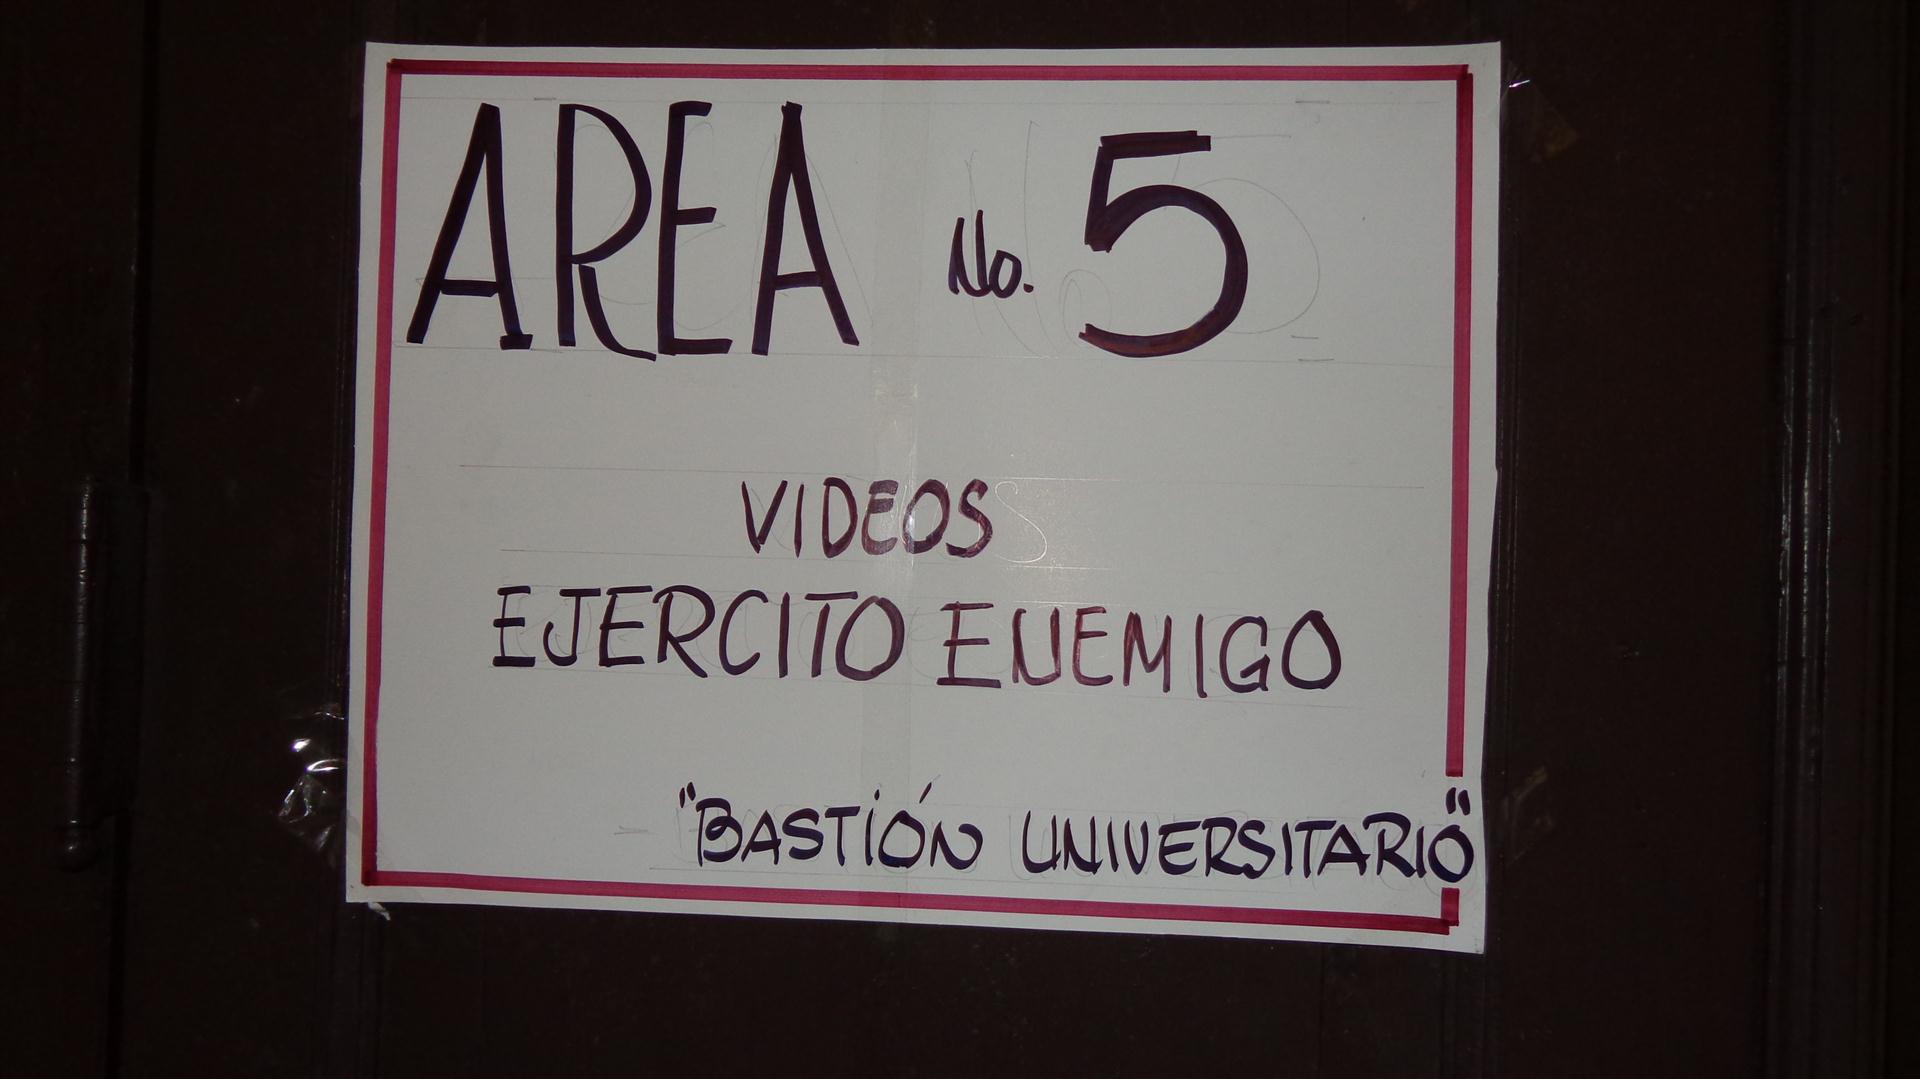 AREA No. 5
VIDEOS
EJERCITO ENEMIGO
"BASTIÓN UNIVERSITARIO"